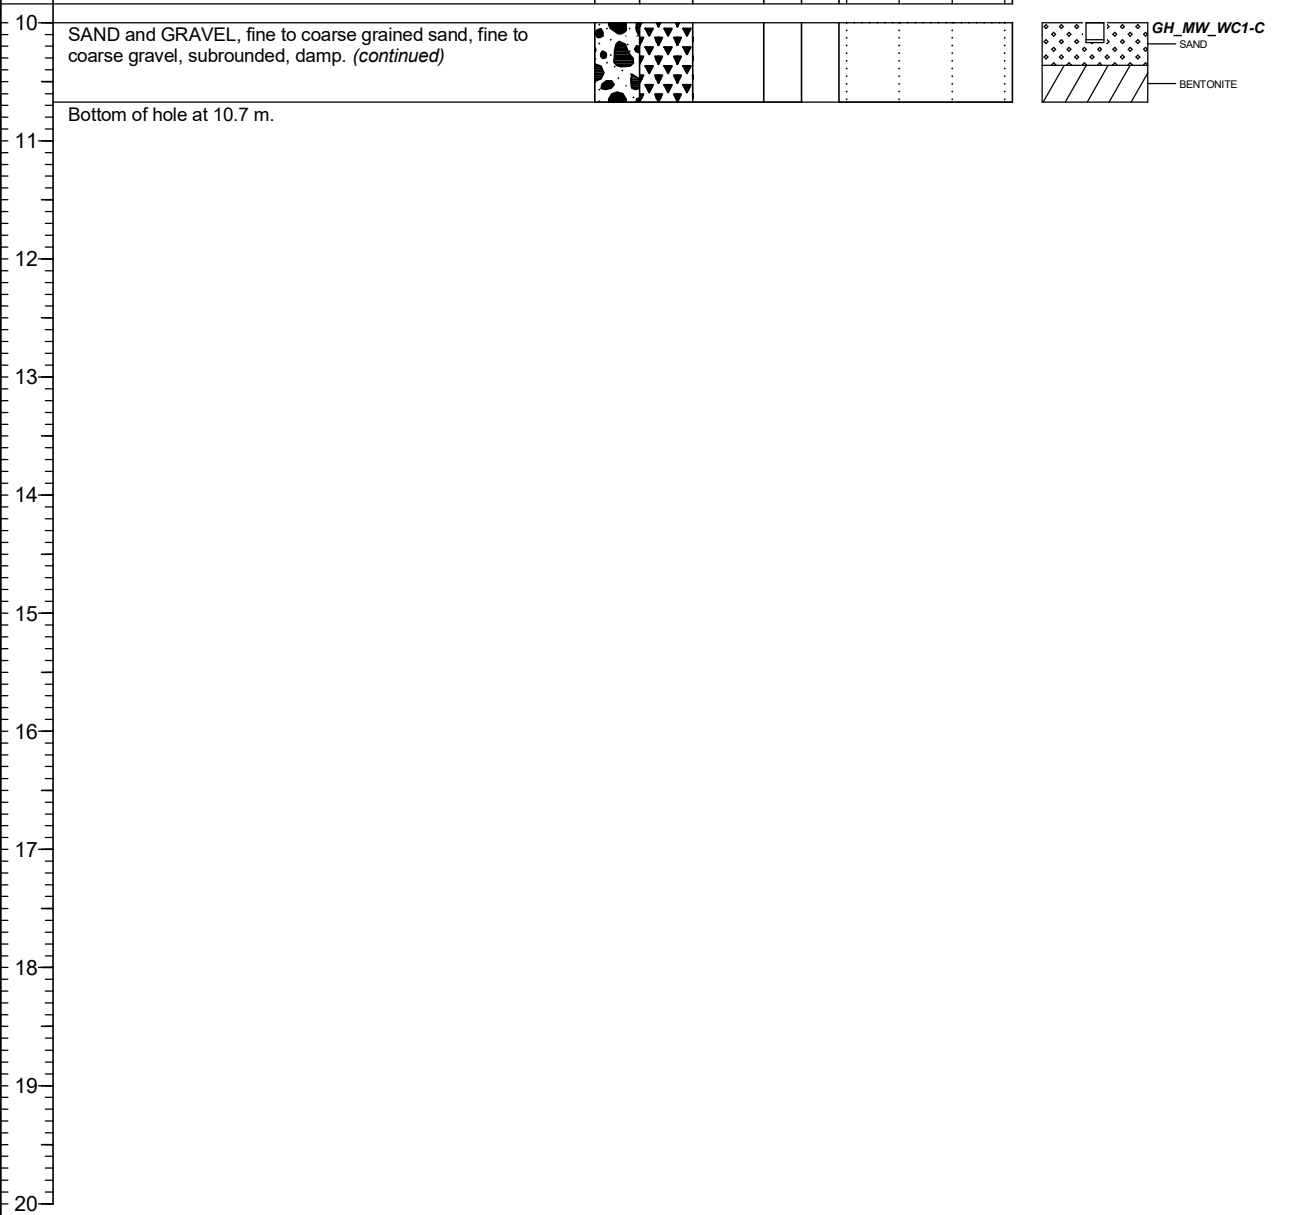 10
SAND and GRAVEL, fine to coarse grained sand, fine to
coarse gravel, subrounded, damp. (continued)
GH_MW_WC1-C
SAND
BENTONITE
Bottom of hole at 10.7 m.
11
12
13
14
15
16
17
18
19
20